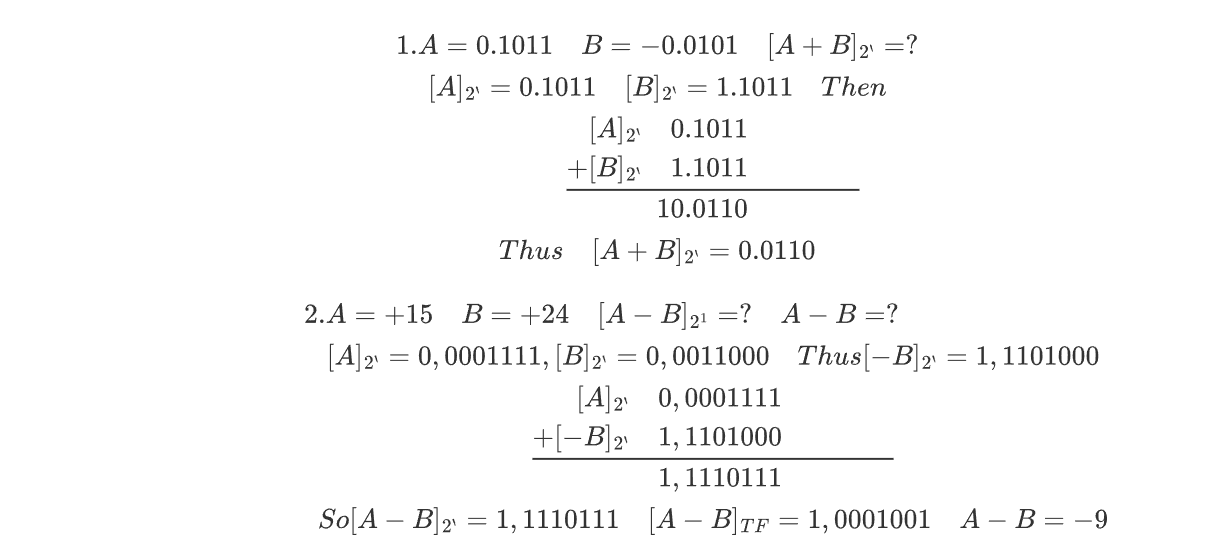 1.A = 0.1011 B = −0.0101 [A + B]2‵ =?
[A]2‵ = 0.1011 [B]2‵ = 1.1011 Then
[A]2‵ 0.1011
+[B]2‵ 1.1011
10.0110
Thus [A + B]2‵ = 0.0110
2.A = +15 B = +24 [A − B]2¹ =? A − B =?
[A]2‵ = 0, 0001111, [B]2‵ = 0, 0011000 Thus[−B]2‵ = 1, 1101000
[A]2‵ 0, 0001111
+[−B]2‵ 1, 1101000
1, 1110111
So[A − B]2‵ = 1, 1110111 [A − B]TF = 1, 0001001 A − B = −9